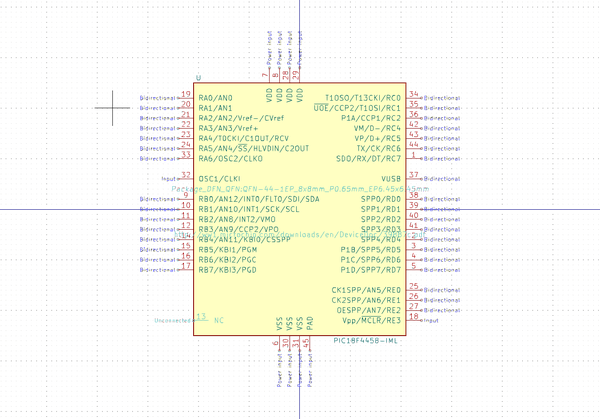 Power input Power input Power input Power input
7 8 28 29
U
VDD VDD VDD VDD
Bidirectional 19 RA0/AN0 T1OSO/T13CKI/RC0 34 Bidirectional
Bidirectional 20 RA1/AN1 UOE/CCP2/T1OSI/RC1 35 Bidirectional
Bidirectional 21 RA2/AN2/Vref-/CVref P1A/CCP1/RC2 36 Bidirectional
Bidirectional 22 RA3/AN3/Vref+ VM/D-/RC4 42 Bidirectional
Bidirectional 23 RA4/T0CKI/C1OUT/RCV VP/D+/RC5 43 Bidirectional
Bidirectional 24 RA5/AN4/SS/HLVDIN/C2OUT TX/CK/RC6 44 Bidirectional
Bidirectional 33 RA6/OSC2/CLKO SDO/RX/DT/RC7 1 Bidirectional
Input 32 OSC1/CLKI VUSB 37 Bidirectional
Package_DFN_QFN:QFN-44-1EP_8x8mm_P0.65mm_EP6.45x6.45mm
Bidirectional 9 RB0/AN12/INT0/FLT0/SDI/SDA SPP0/RD0 38 Bidirectional
Bidirectional 10 RB1/AN10/INT1/SCK/SCL SPP1/RD1 39 Bidirectional
Bidirectional 11 RB2/AN8/INT2/VMO SPP2/RD2 40 Bidirectional
Bidirectional 12 RB3/AN9/CCP2/VPO SPP3/RD3 41 Bidirectional
Bidirectional 14 RB4/AN11/KBI0/CSSPP SPP4/RD4 2 Bidirectional
Bidirectional 15 RB5/KBI1/PGM P1B/SPP5/RD5 3 Bidirectional
Bidirectional 16 RB6/KBI2/PGC P1C/SPP6/RD6 4 Bidirectional
Bidirectional 17 RB7/KBI3/PGD P1D/SPP7/RD7 5 Bidirectional
CK1SPP/AN5/RE0 25 Bidirectional
CK2SPP/AN6/RE1 26 Bidirectional
OESPP/AN7/RE2 27 Bidirectional
Unconnected 13 NC Vpp/MCLR/RE3 18 Input
VSS VSS VSS PAD
PIC18F4458-IML
6 30 31 45
Power input Power input Power input Power input